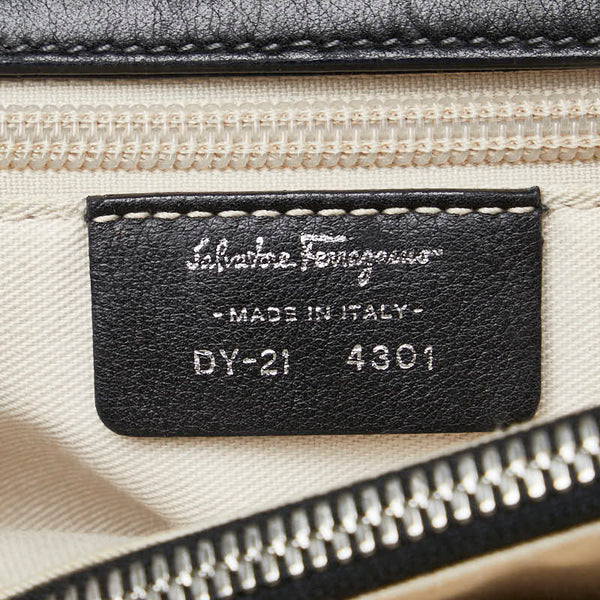 Salvatore Ferragamo
- MADE IN ITALY -
DY-21 4301